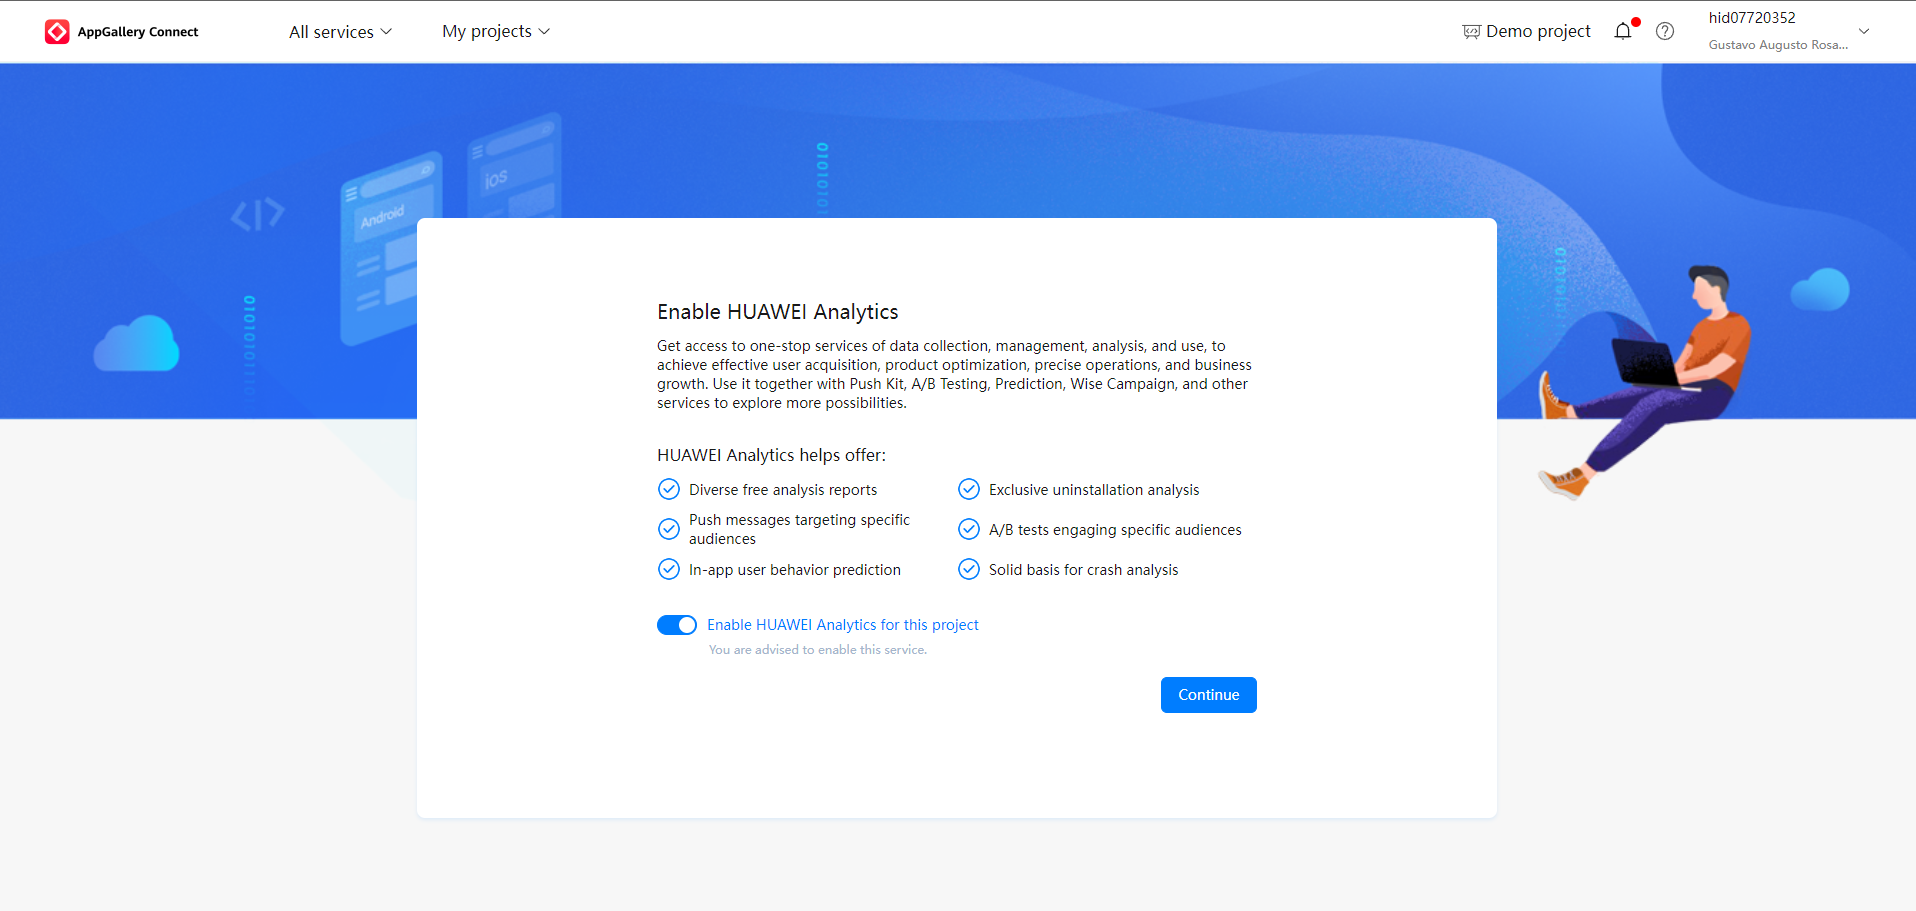 AppGallery Connect
All services
My projects
Demo project
hid07720352
Gustavo Augusto Rosa...
Android
ios
Enable HUAWEI Analytics
Get access to one-stop services of data collection, management, analysis, and use, to
achieve effective user acquisition, product optimization, precise operations, and business
growth. Use it together with Push Kit, A/B Testing, Prediction, Wise Campaign, and other
services to explore more possibilities.
HUAWEI Analytics helps offer:
Diverse free analysis reports
Exclusive uninstallation analysis
Push messages targeting specific
audiences
A/B tests engaging specific audiences
In-app user behavior prediction
Solid basis for crash analysis
Enable HUAWEI Analytics for this project
You are advised to enable this service.
Continue